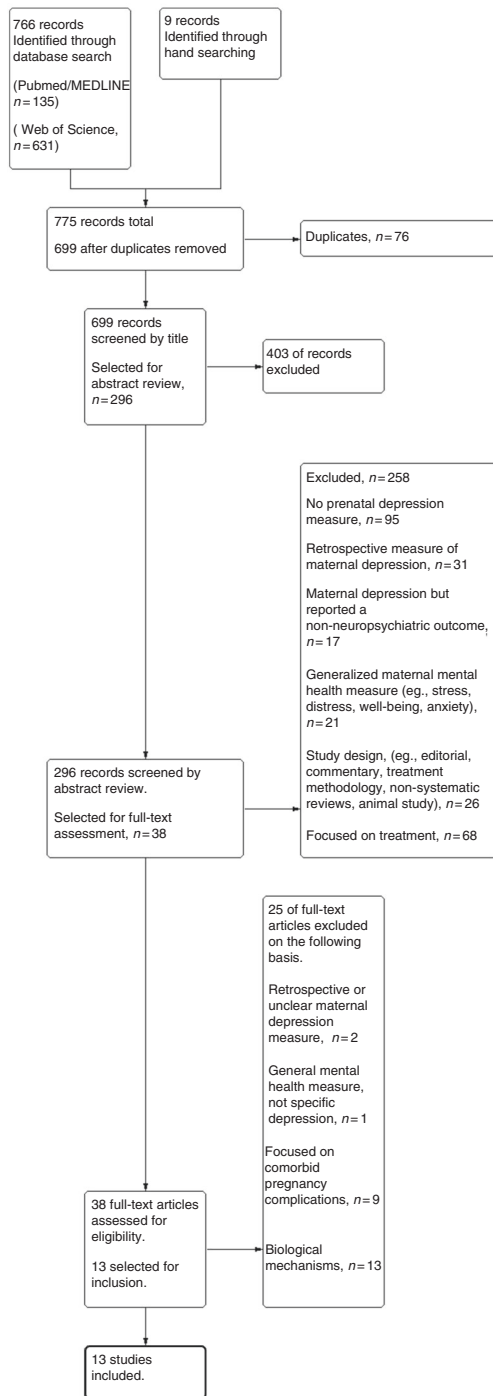 766 records
Identified through
database search
(Pubmed/MEDLINE
n=135)
( Web of Science,
n=631)
9 records
Identified through
hand searching
775 records total
699 after duplicates removed
Duplicates, n=76
699 records
screened by title
Selected for
abstract review,
n=296
403 of records
excluded
Excluded, n=258
No prenatal depression
measure, n=95
Retrospective measure of
maternal depression, n=31
Maternal depression but
reported a
non-neuropsychiatric outcome,
n=17
Generalized maternal mental
health measure (eg., stress,
distress, well-being, anxiety),
n=21
Study design, (eg., editorial,
commentary, treatment
methodology, non-systematic
reviews, animal study), n=26
Focused on treatment, n=68
296 records screened by
abstract review.
Selected for full-text
assessment, n=38
25 of full-text
articles excluded
on the following
basis.
Retrospective or
unclear maternal
depression
measure, n=2
General mental
health measure,
not specific
depression, n=1
Focused on
comorbid
pregnancy
complications, n=9
Biological
mechanisms, n=13
38 full-text articles
assessed for
eligibility.
13 selected for
inclusion.
13 studies
included.